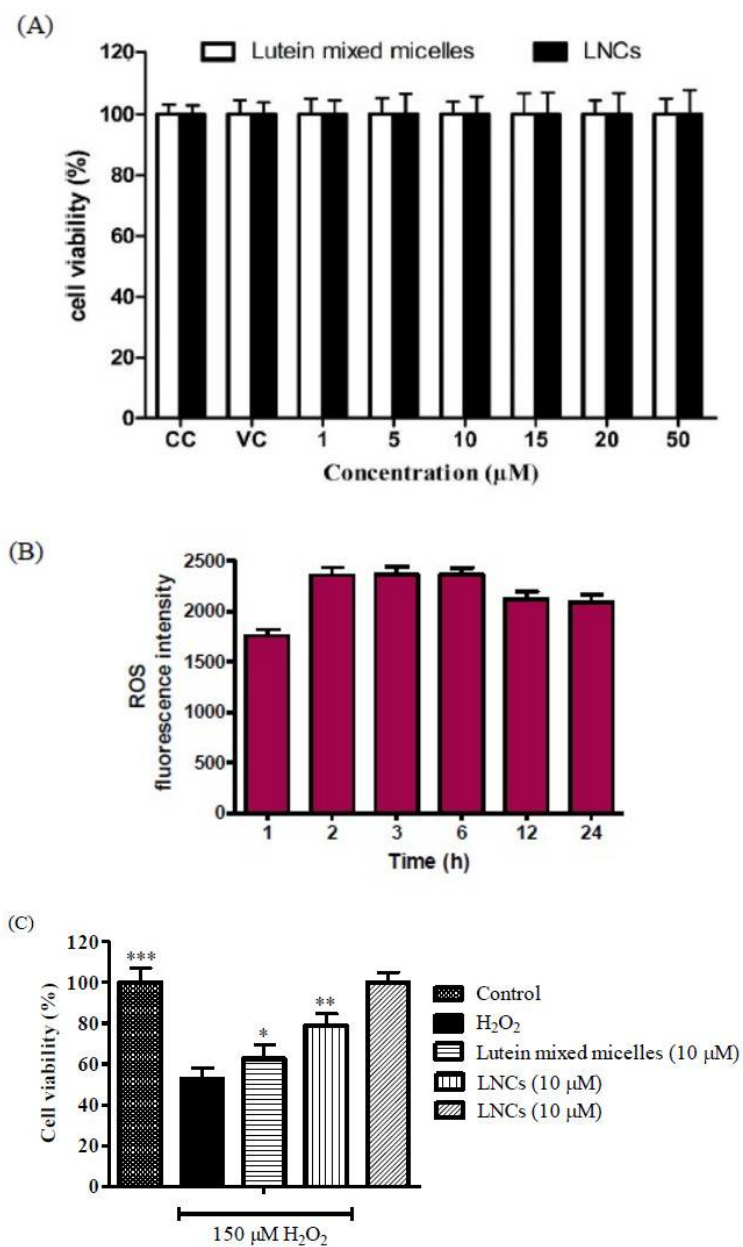 (A)
Lutein mixed micelles LNCs
120
100
80
60
40
20
0
cell viability (%)
CC VC 1 5 10 15 20 50
Concentration (µM)
(B)
2500
2000
1500
1000
500
0
ROS
fluorescence intensity
1 2 3 6 12 24
Time (h)
(C)
120
100
80
60
40
20
0
Cell viability (%)
***
*
**
Control
H₂O₂
Lutein mixed micelles (10 µM)
LNCs (10 µM)
LNCs (10 µM)
150 µM H₂O₂